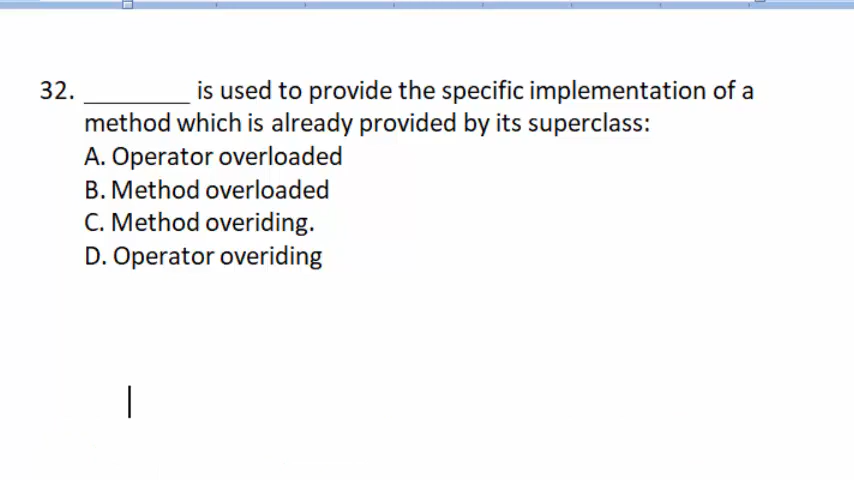 32. ________ is used to provide the specific implementation of a
method which is already provided by its superclass:
A. Operator overloaded
B. Method overloaded
C. Method overiding.
D. Operator overiding